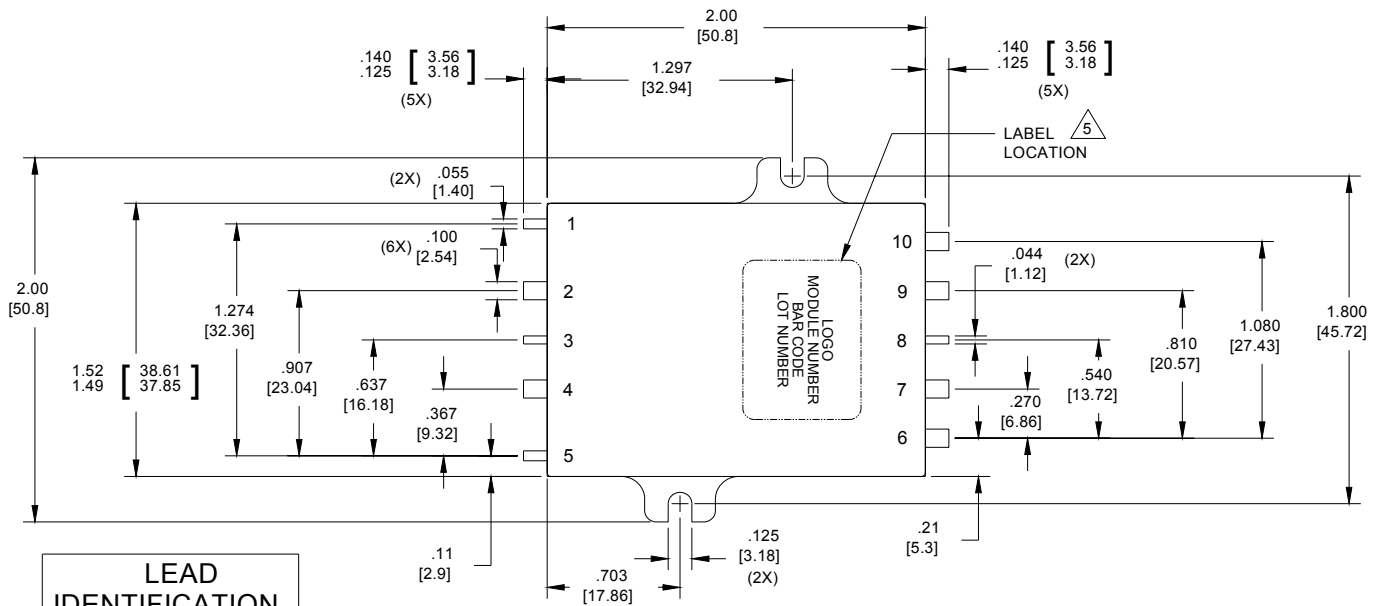 2.00
[50.8]
.140 [ 3.56
.125 3.18 ]
(5X)
1.297
[32.94]
.140 [ 3.56
.125 3.18 ]
(5X)
LABEL 5
LOCATION
(2X) .055
[1.40]
1
10
(6X) .100
[2.54]
.044 (2X)
[1.12]
2.00
[50.8]
1.274
[32.36]
2
9
LOGO
MODULE NUMBER
BAR CODE
LOT NUMBER
1.800
[45.72]
3
8
1.080
[27.43]
.810
[20.57]
1.52 [ 38.61
1.49 37.85 ]
.907
[23.04]
.637
[16.18]
.367
[9.32]
4
7
.270
[6.86]
.540
[13.72]
5
6
.11
[2.9]
.125
[3.18]
(2X)
.21
[5.3]
.703
[17.86]
LEAD
IDENTIFICATION